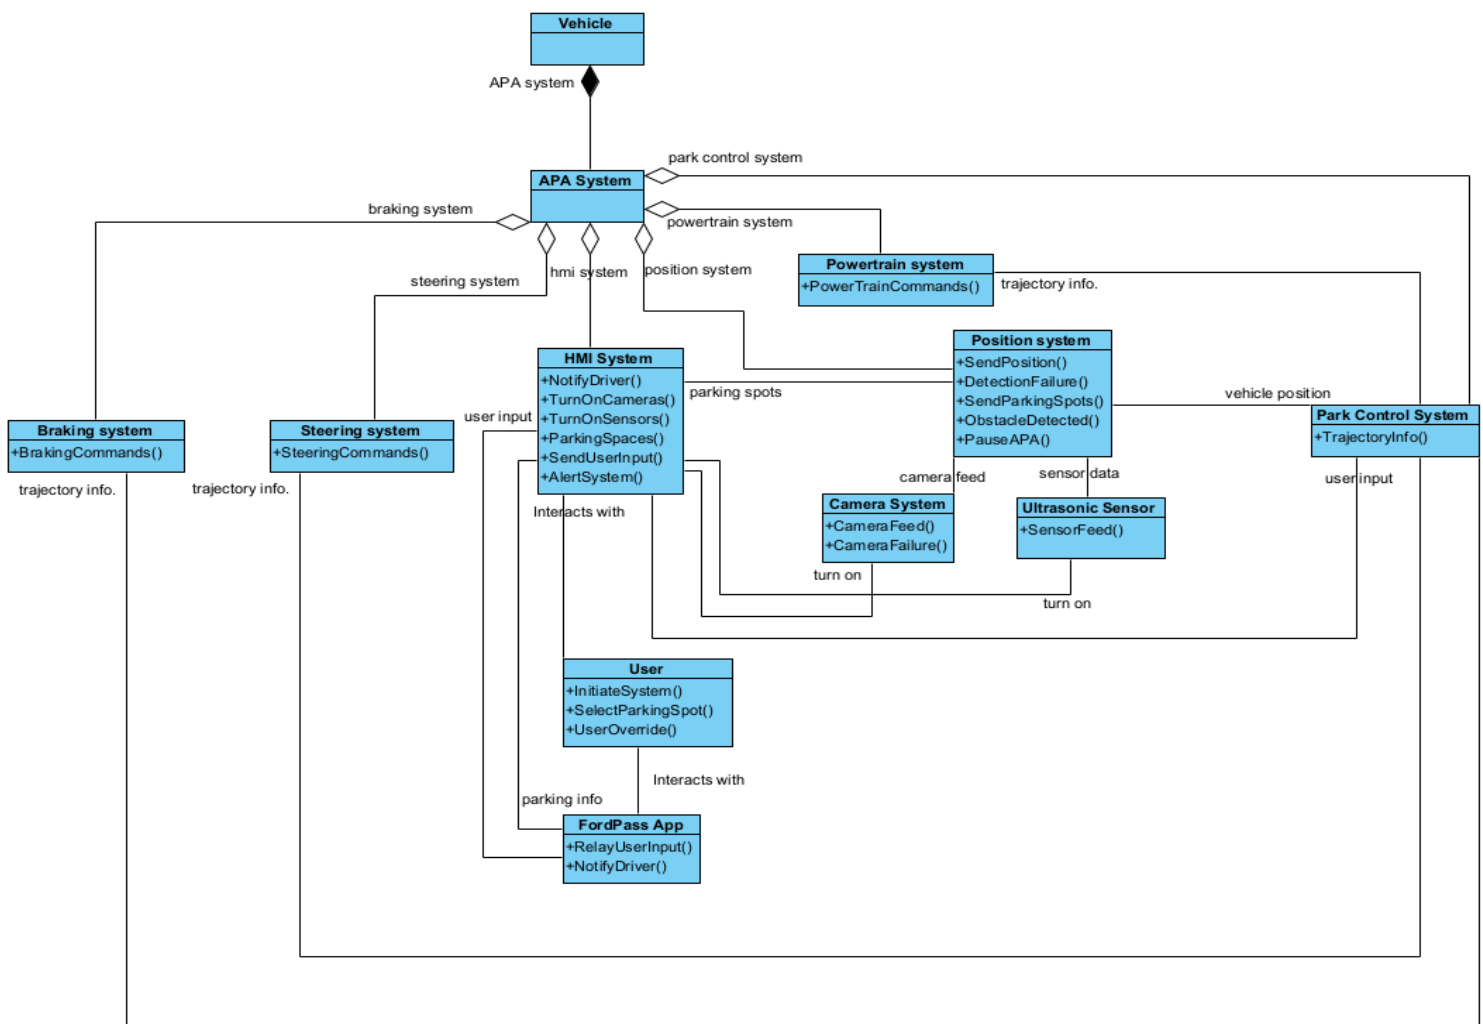 Vehicle
APA system
park control system
APA System
braking system
powertrain system
steering system
hmi system
position system
Powertrain system
+PowerTrainCommands()
trajectory info.
Position system
+SendPosition()
+DetectionFailure()
+SendParkingSpots()
+ObstacleDetected()
+PauseAPA()
HMI System
+NotifyDriver()
+TurnOnCameras()
+TurnOnSensors()
+ParkingSpaces()
+SendUserInput()
+AlertSystem()
parking spots
vehicle position
user input
Park Control System
+TrajectoryInfo()
Braking system
+BrakingCommands()
trajectory info.
Steering system
+SteeringCommands()
trajectory info.
camera feed
sensor data
user input
Camera System
+CameraFeed()
+CameraFailure()
Ultrasonic Sensor
+SensorFeed()
Interacts with
turn on
turn on
User
+InitiateSystem()
+SelectParkingSpot()
+UserOverride()
Interacts with
parking info
FordPass App
+RelayUserInput()
+NotifyDriver()